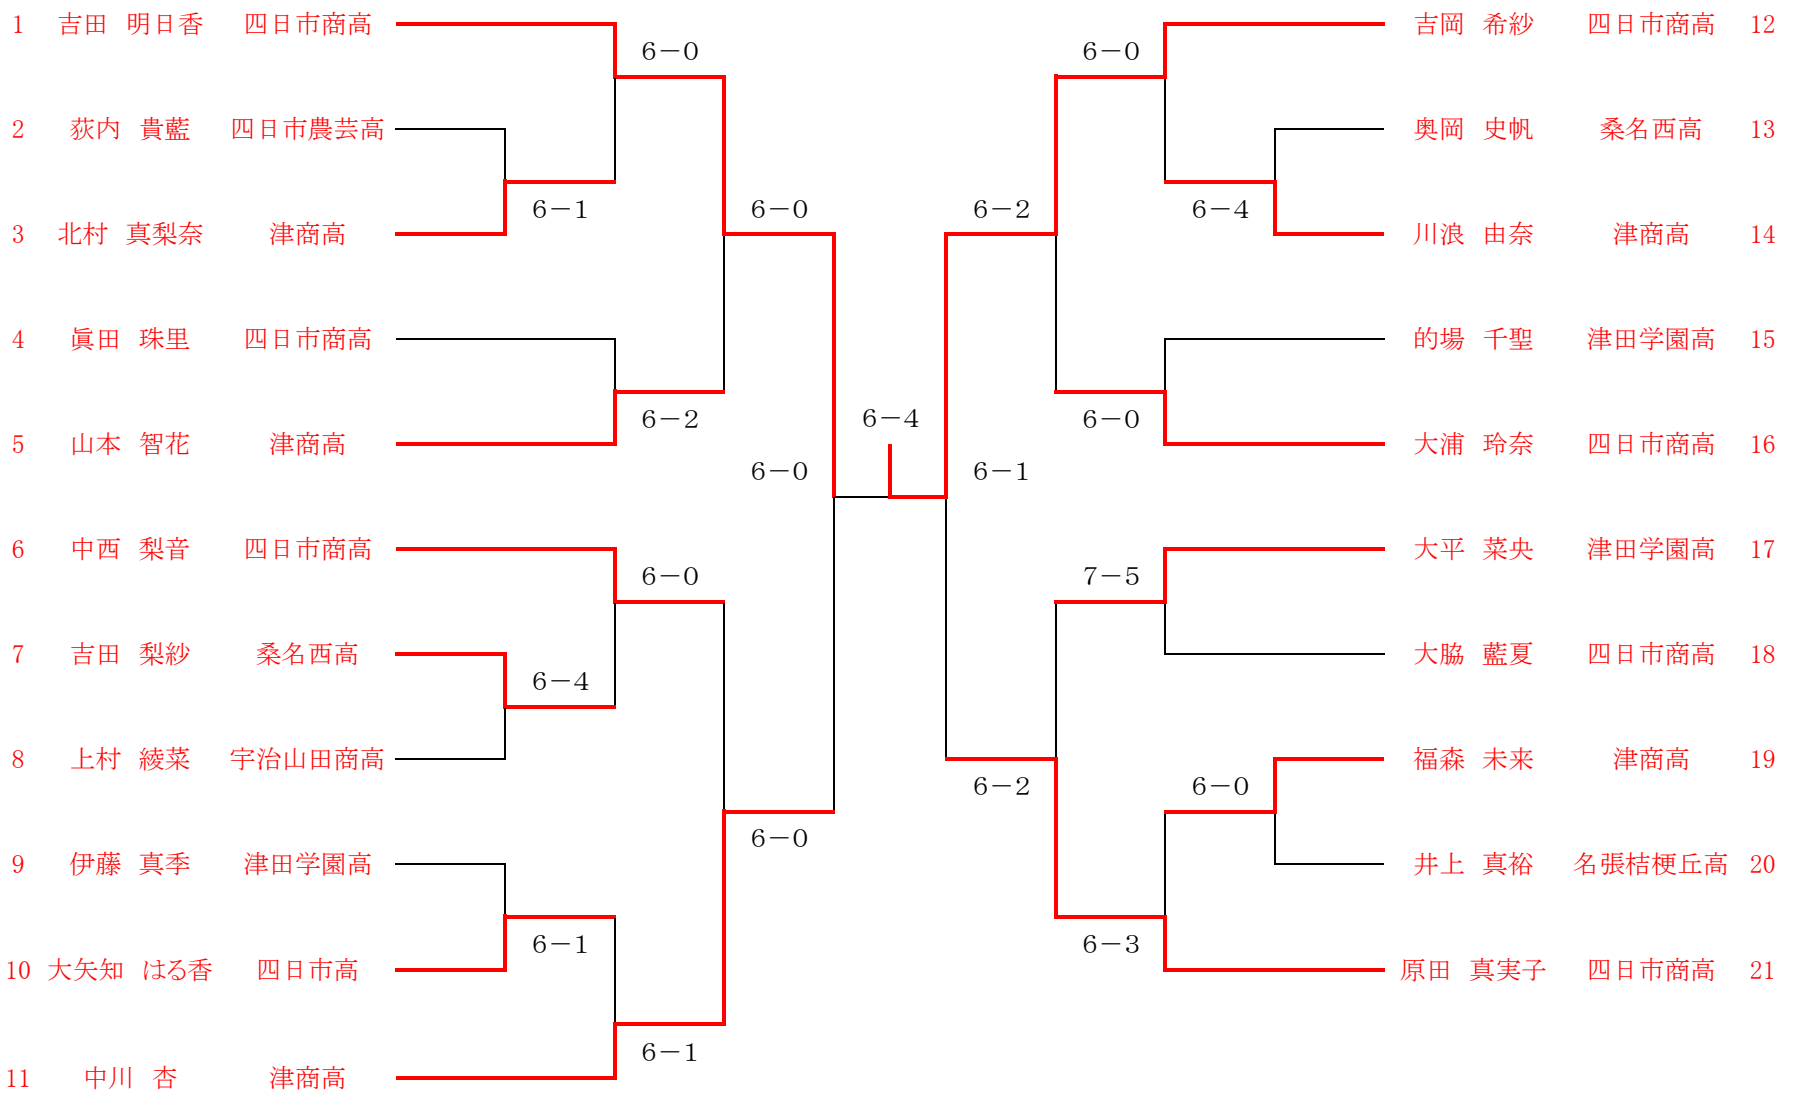 1 吉田 明日香 四日市商高
2 荻内 貴藍 四日市農芸高
3 北村 真梨奈 津商高
4 眞田 珠里 四日市商高
5 山本 智花 津商高
6 中西 梨音 四日市商高
7 吉田 梨紗 桑名西高
8 上村 綾菜 宇治山田商高
9 伊藤 真季 津田学園高
10 大矢知 はる香 四日市高
11 中川 杏 津商高
6-0
6-1
6-0
6-2
6-0
6-0
6-4
6-0
6-1
6-1
6-4
6-0
6-2
6-4
6-0
6-1
7-5
6-2
6-0
6-3
吉岡 希紗 四日市商高 12
奥岡 史帆 桑名西高 13
川浪 由奈 津商高 14
的場 千聖 津田学園高 15
大浦 玲奈 四日市商高 16
大平 菜央 津田学園高 17
大脇 藍夏 四日市商高 18
福森 未来 津商高 19
井上 真裕 名張桔梗丘高 20
原田 真実子 四日市商高 21